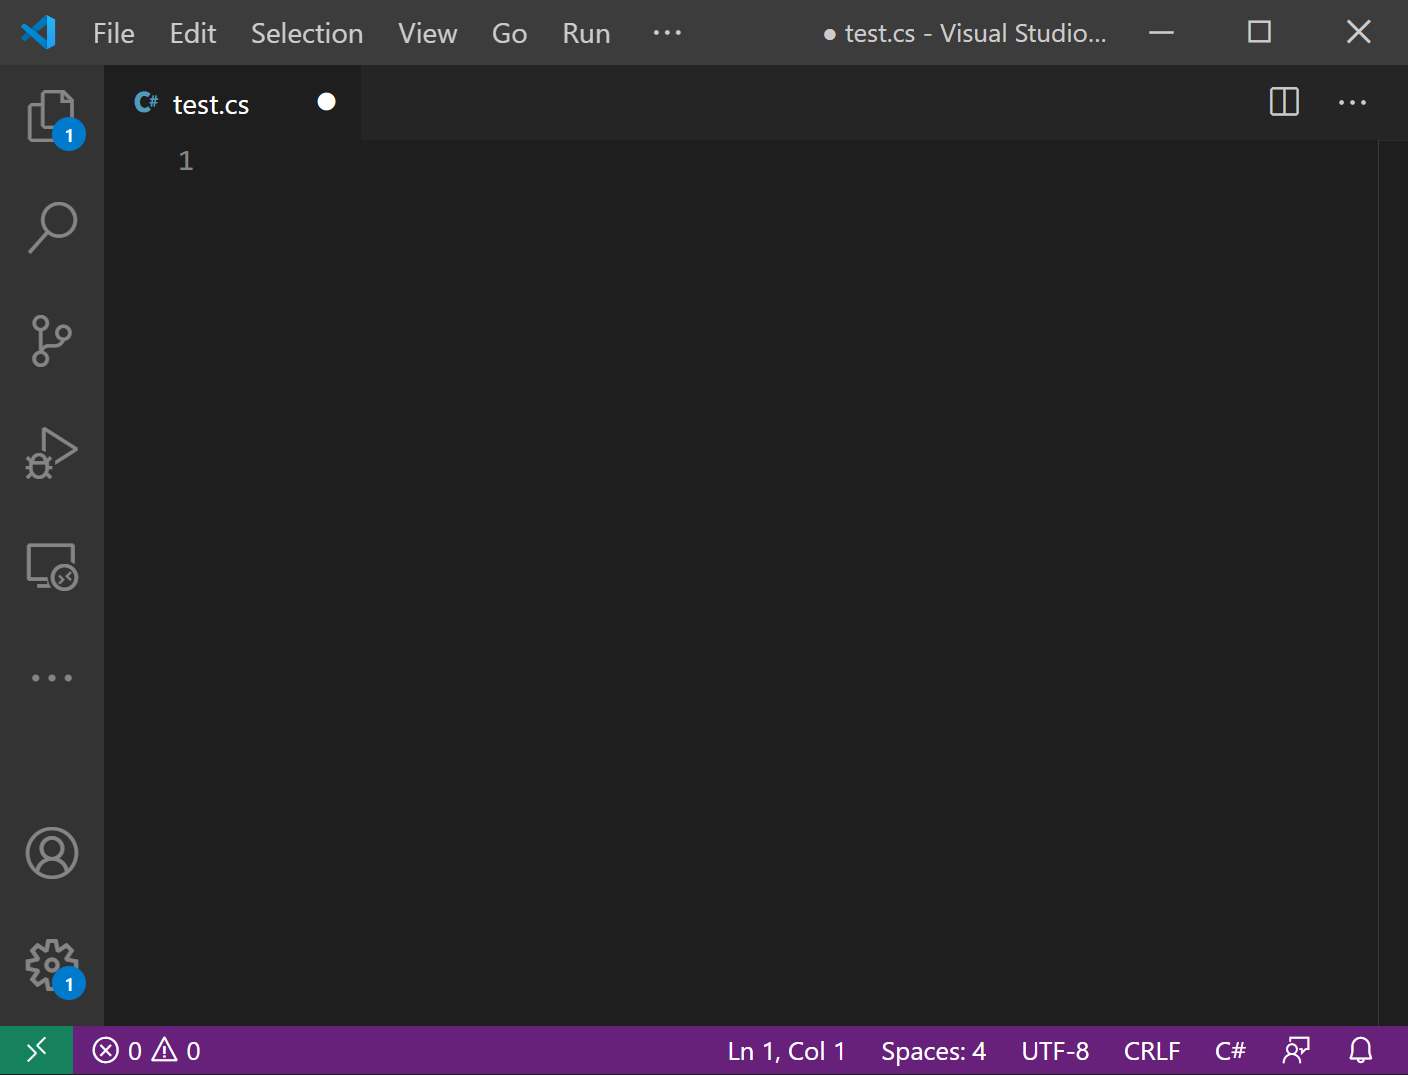 File Edit Selection View Go Run ··· ● test.cs - Visual Studio...
C# test.cs ●
1
1
1
0 0 Ln 1, Col 1 Spaces: 4 UTF-8 CRLF C#